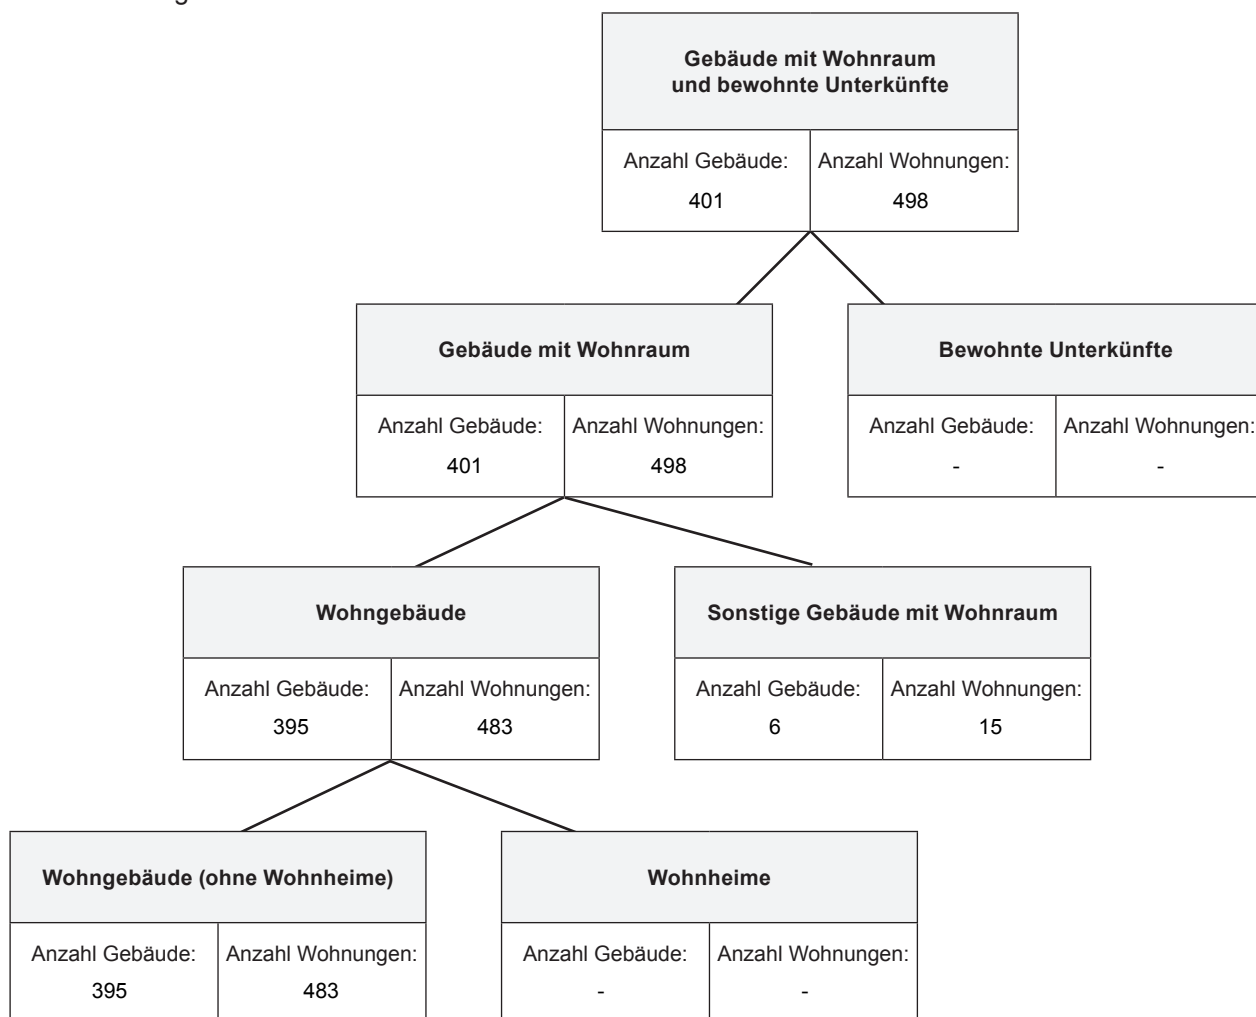 Gebäude mit Wohnraum
und bewohnte Unterkünfte
Anzahl Gebäude: Anzahl Wohnungen:
401 498
Gebäude mit Wohnraum
Anzahl Gebäude: Anzahl Wohnungen:
401 498
Bewohnte Unterkünfte
Anzahl Gebäude: Anzahl Wohnungen:
- -
Wohngebäude
Anzahl Gebäude: Anzahl Wohnungen:
395 483
Sonstige Gebäude mit Wohnraum
Anzahl Gebäude: Anzahl Wohnungen:
6 15
Wohngebäude (ohne Wohnheime)
Anzahl Gebäude: Anzahl Wohnungen:
395 483
Wohnheime
Anzahl Gebäude: Anzahl Wohnungen:
- -